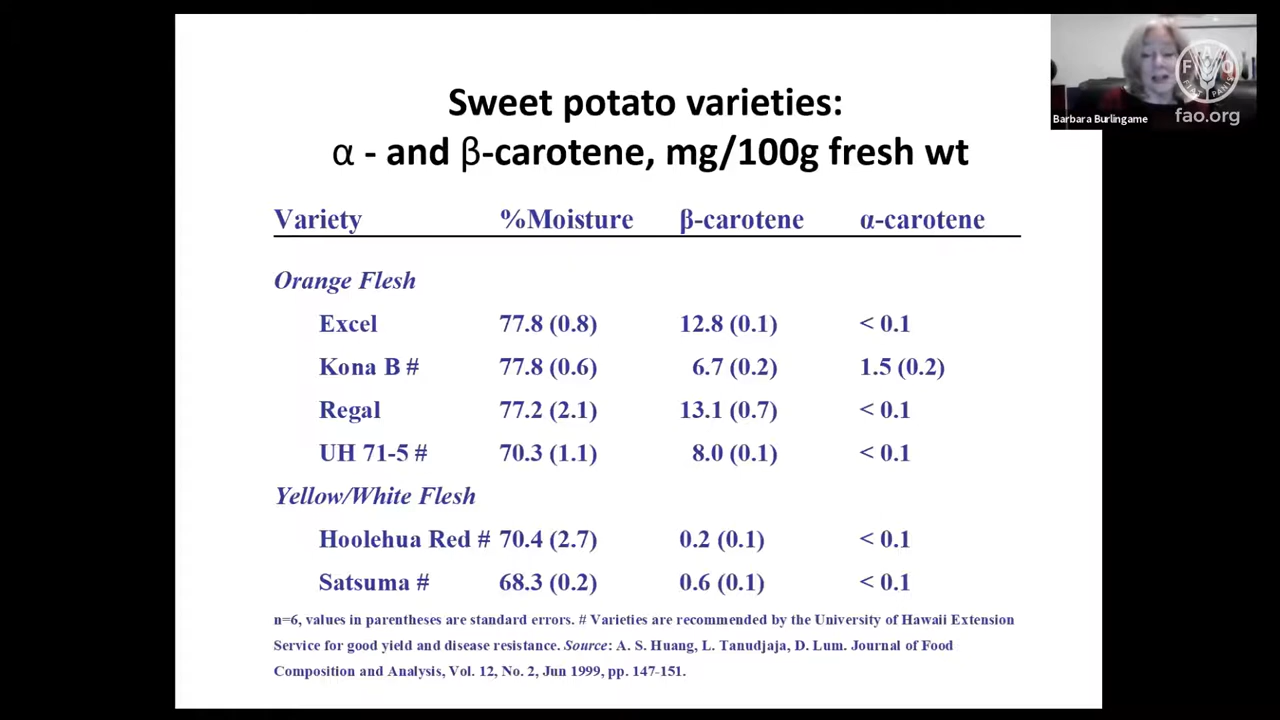 Sweet potato varieties:
α - and β-carotene, mg/100g fresh wt
Variety %Moisture β-carotene α-carotene
Orange Flesh
Excel 77.8 (0.8) 12.8 (0.1) < 0.1
Kona B # 77.8 (0.6) 6.7 (0.2) 1.5 (0.2)
Regal 77.2 (2.1) 13.1 (0.7) < 0.1
UH 71-5 # 70.3 (1.1) 8.0 (0.1) < 0.1
Yellow/White Flesh
Hoolehua Red # 70.4 (2.7) 0.2 (0.1) < 0.1
Satsuma # 68.3 (0.2) 0.6 (0.1) < 0.1
n=6, values in parentheses are standard errors. # Varieties are recommended by the University of Hawaii Extension
Service for good yield and disease resistance. Source: A. S. Huang, L. Tanudjaja, D. Lum. Journal of Food
Composition and Analysis, Vol. 12, No. 2, Jun 1999, pp. 147-151.
FAO
FIAT PANIS
fao.org
Barbara Burlingame